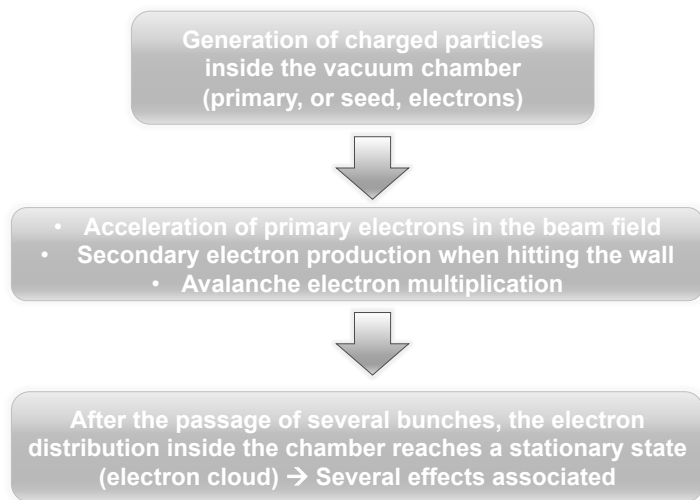 Generation of charged particles
inside the vacuum chamber
(primary, or seed, electrons)
• Acceleration of primary electrons in the beam field
• Secondary electron production when hitting the wall
• Avalanche electron multiplication
After the passage of several bunches, the electron
distribution inside the chamber reaches a stationary state
(electron cloud) → Several effects associated